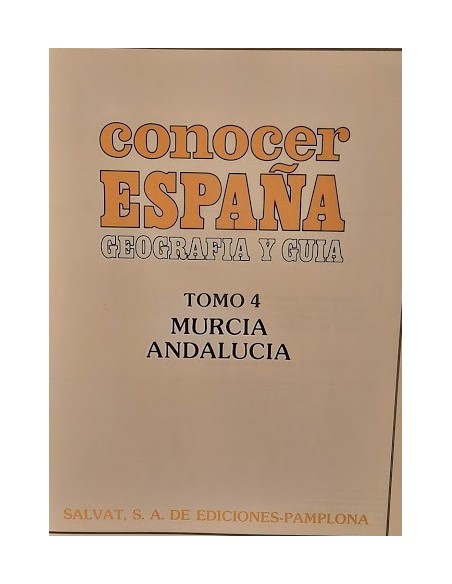 conocer
ESPAÑA
GEOGRAFIA Y GUIA
TOMO 4
MURCIA
ANDALUCIA
SALVAT, S. A. DE EDICIONES-PAMPLONA